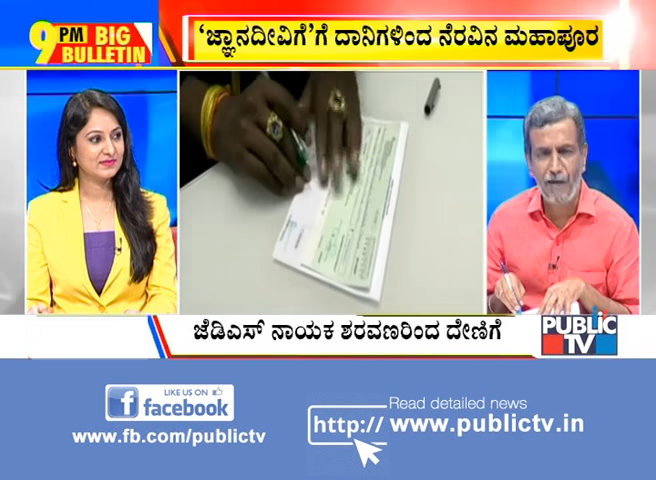 9 PM BIG
BULLETIN
‘ಜ್ಞಾನದೀವಿಗೆ’ಗೆ ದಾನಿಗಳಿಂದ ನೆರವಿನ ಮಹಾಪೂರ
ಜೆಡಿಎಸ್ ನಾಯಕ ಶರವಣರಿಂದ ದೇಣಿಗೆ
PUBLIC
TV
LIKE US ON
facebook
www.fb.com/publictv
Read detailed news
http:// www.publictv.in